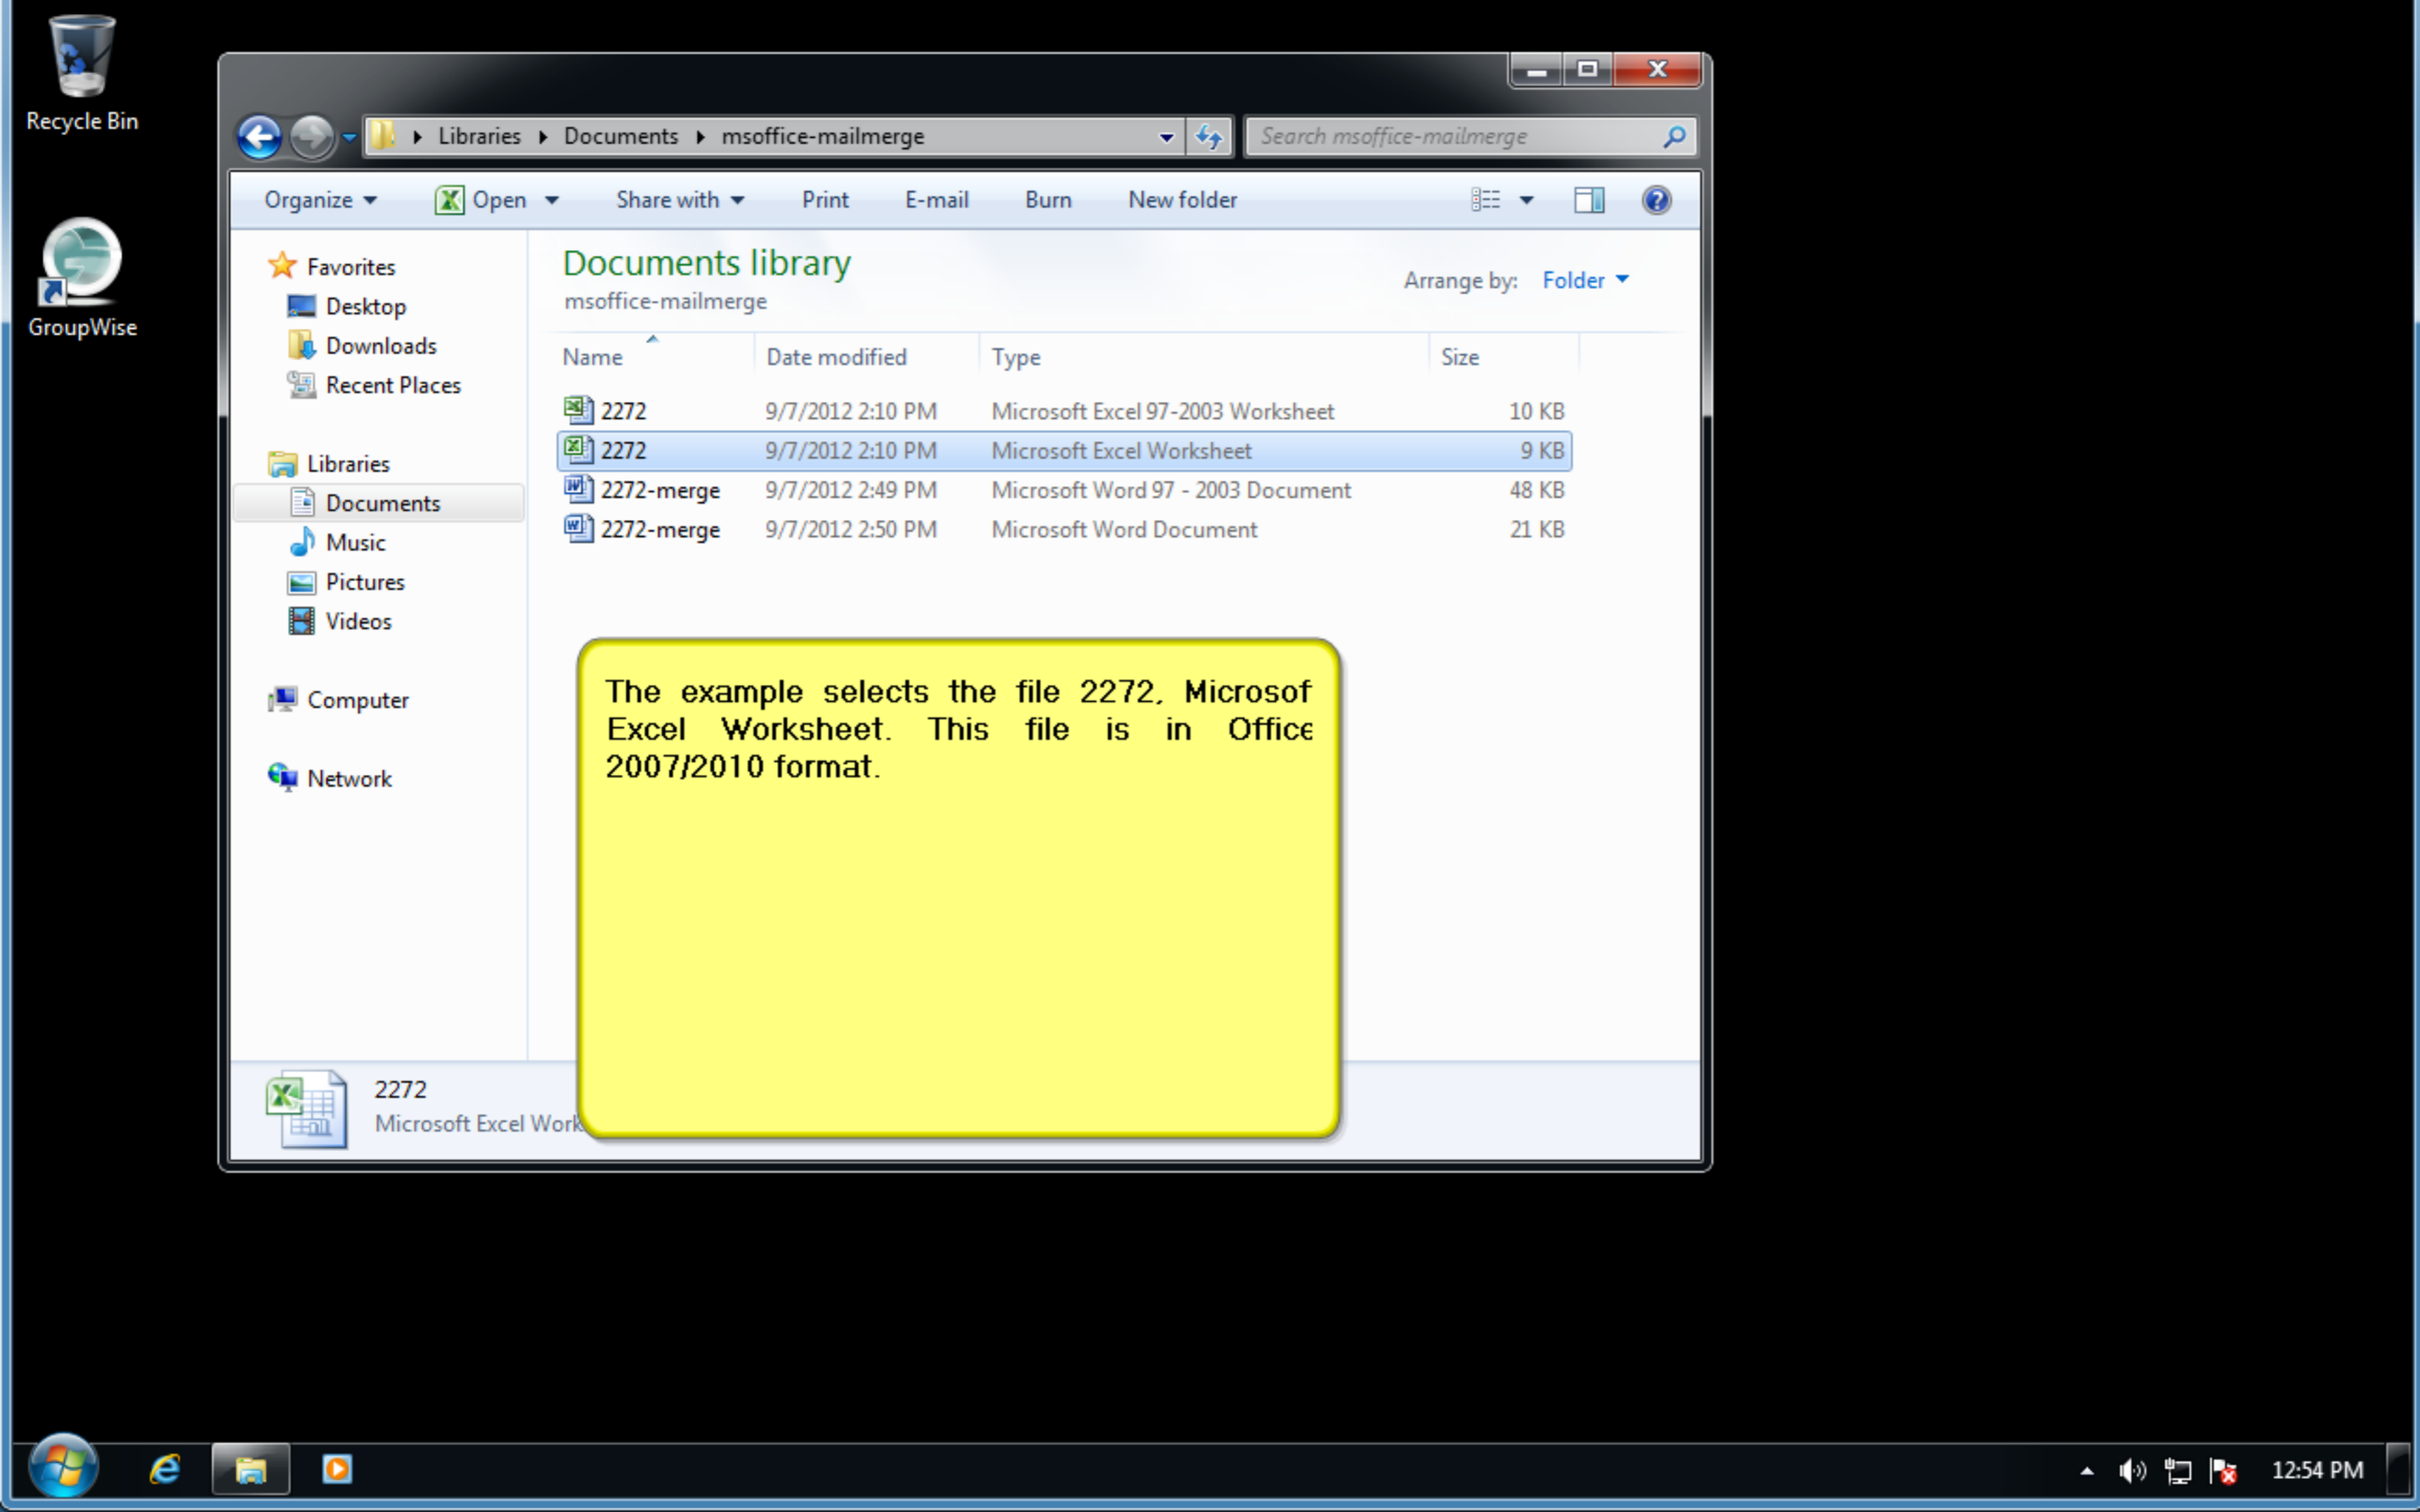 Recycle Bin
GroupWise
Libraries Documents msoffice-mailmerge
Search msoffice-mailmerge
Organize Open Share with Print E-mail Burn New folder
Favorites
Desktop
Downloads
Recent Places
Libraries
Documents
Music
Pictures
Videos
Computer
Network
Documents library
msoffice-mailmerge
Arrange by: Folder
Name Date modified Type Size
2272 9/7/2012 2:10 PM Microsoft Excel 97-2003 Worksheet 10 KB
2272 9/7/2012 2:10 PM Microsoft Excel Worksheet 9 KB
2272-merge 9/7/2012 2:49 PM Microsoft Word 97 - 2003 Document 48 KB
2272-merge 9/7/2012 2:50 PM Microsoft Word Document 21 KB
The example selects the file 2272, Microsof
Excel Worksheet. This file is in Office
2007/2010 format.
2272
Microsoft Excel Work
12:54 PM